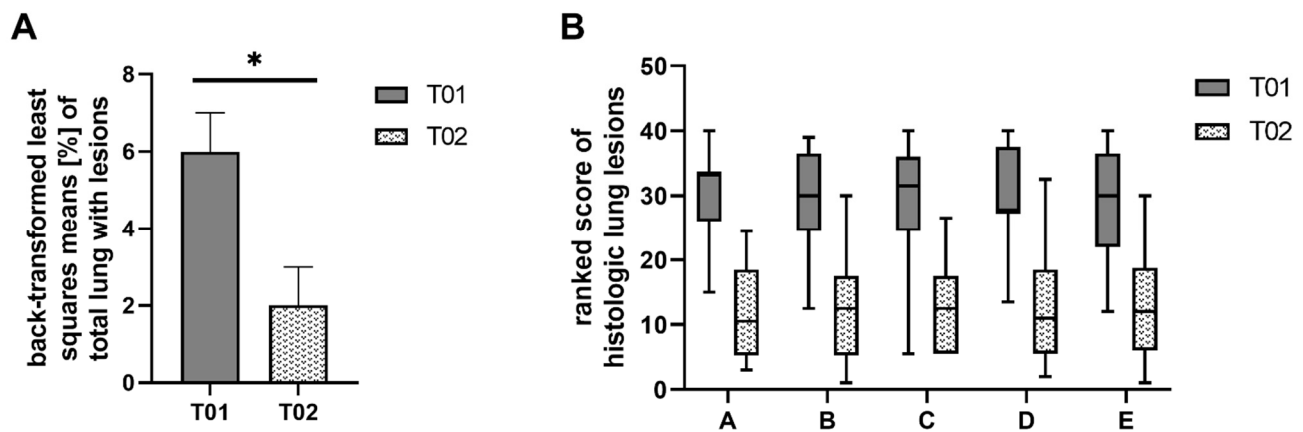 A
back-transformed least
squares means [%] of
total lung with lesions
8
6
4
2
0
*
T01
T02
T01
T02
B
ranked score of
histologic lung lesions
50
40
30
20
10
0
A
B
C
D
E
T01
T02